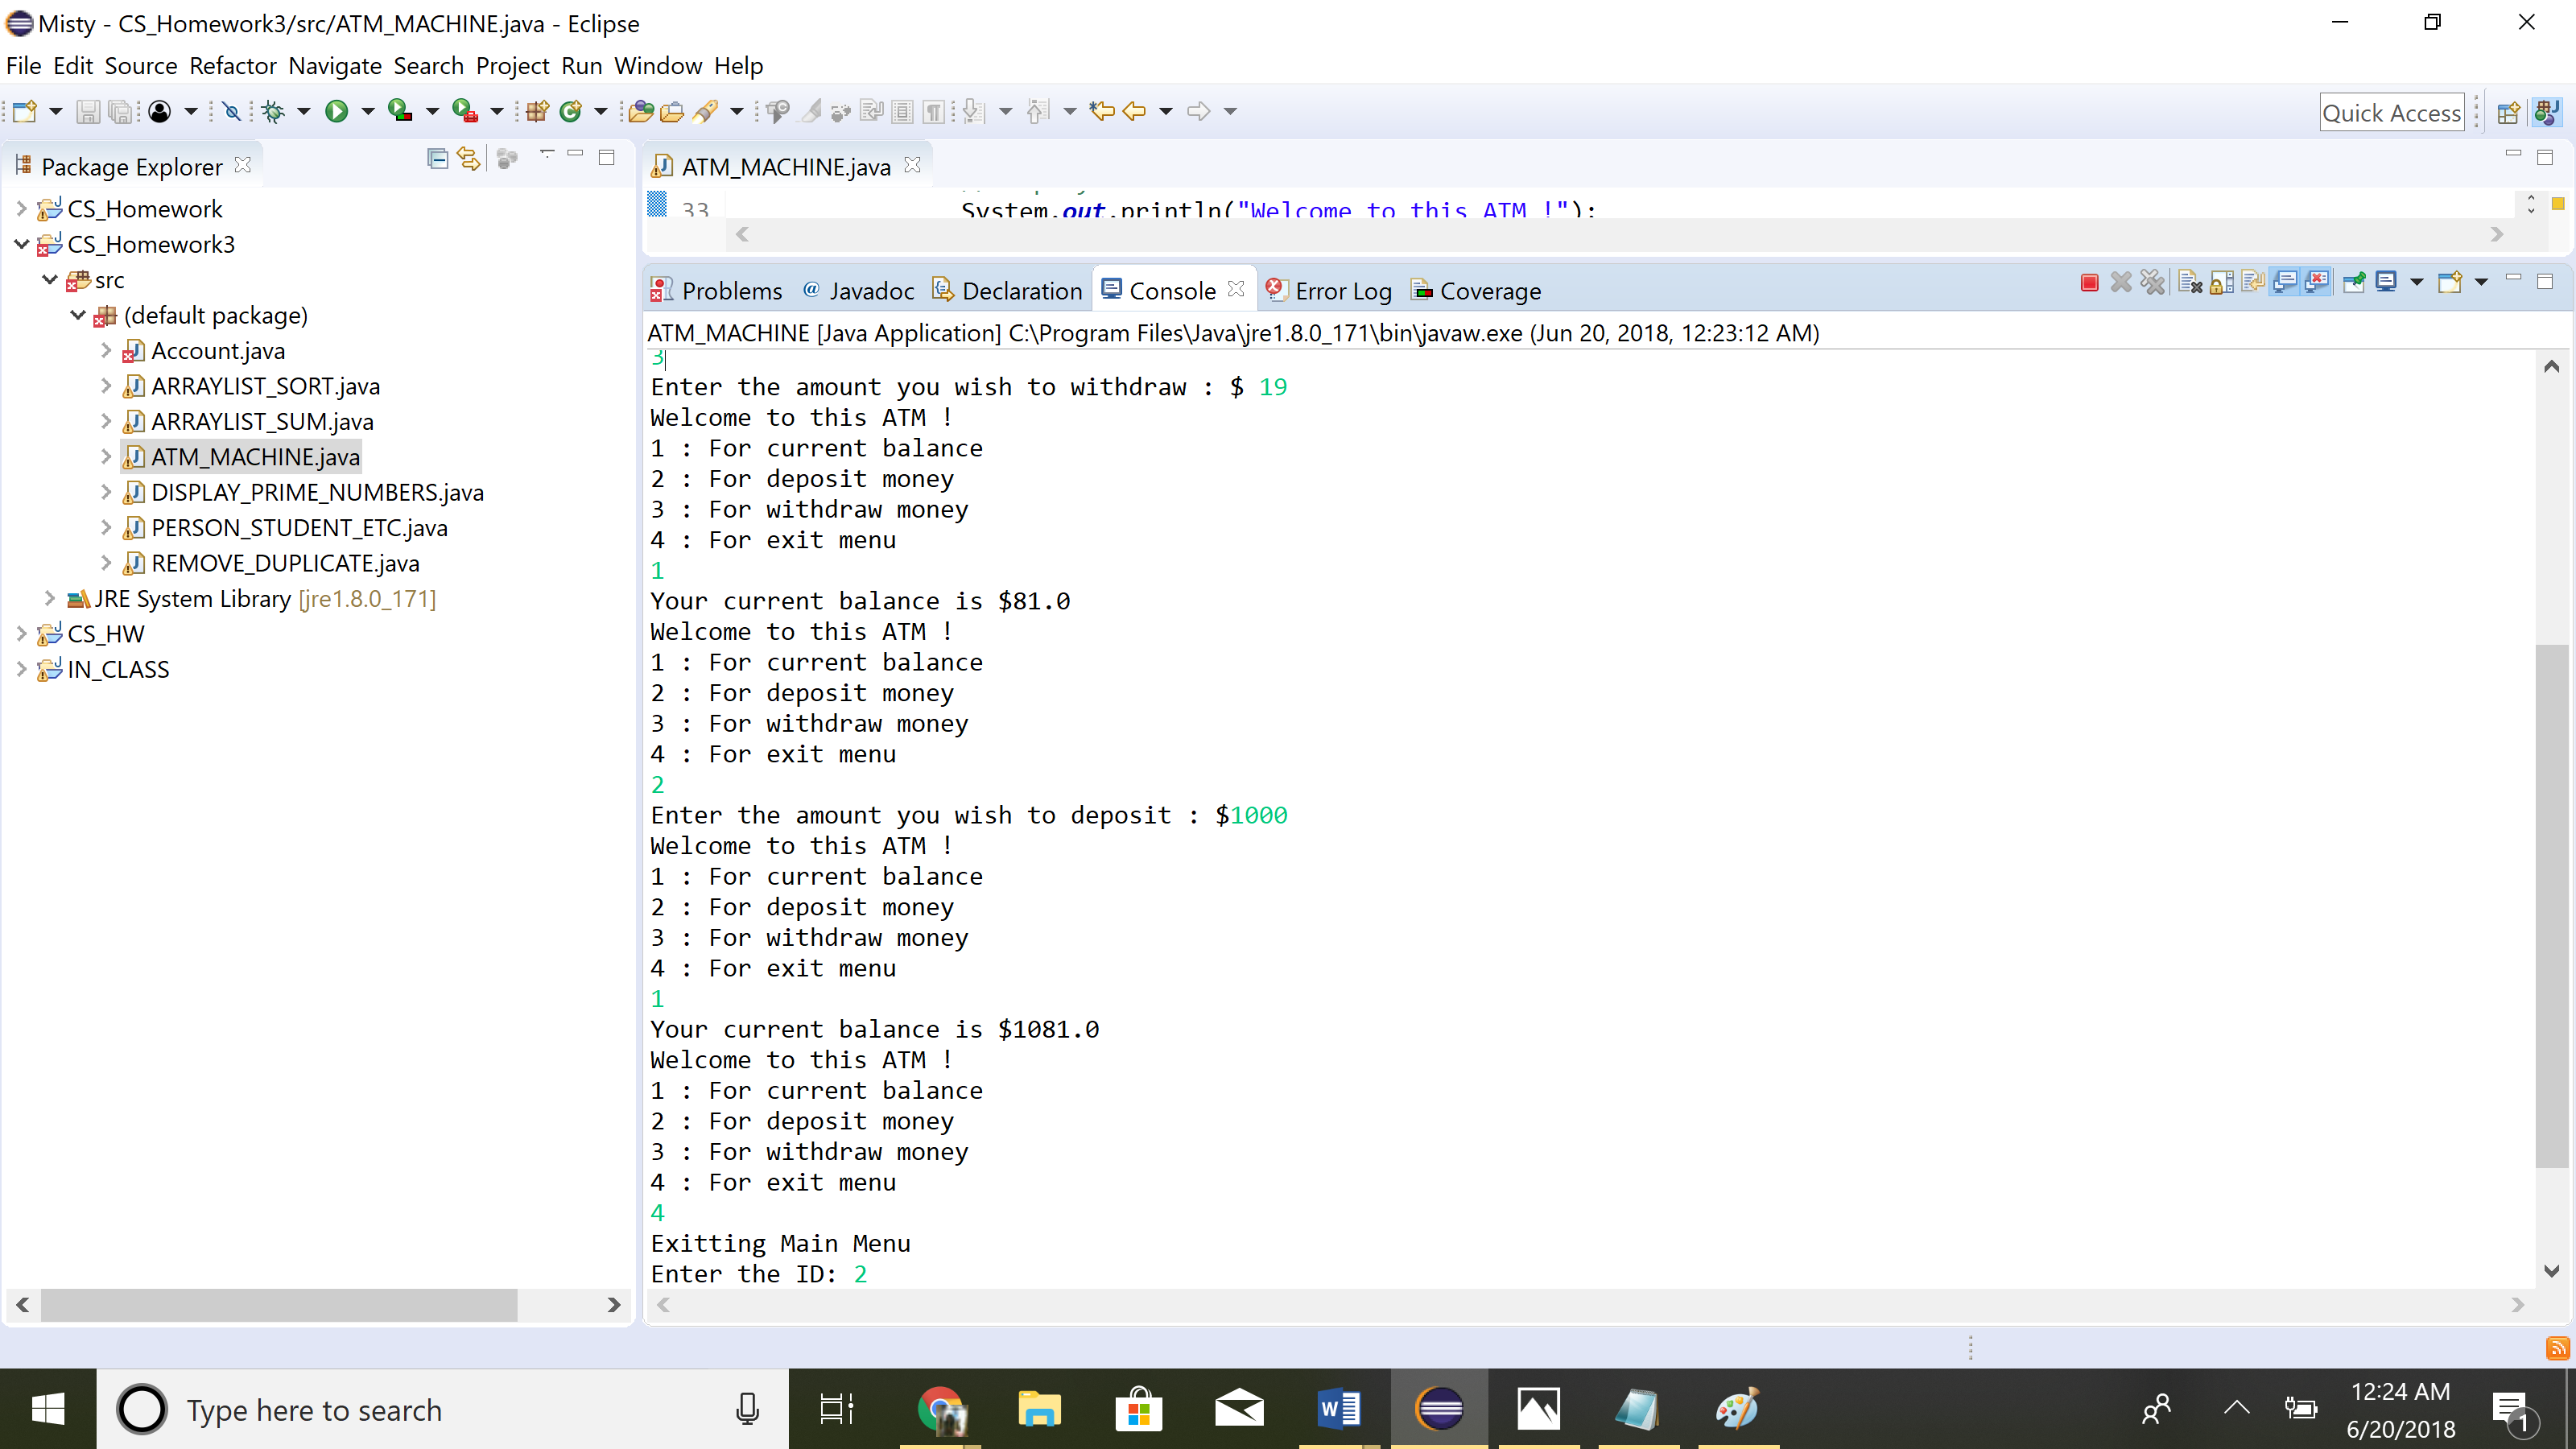 Misty - CS_Homework3/src/ATM_MACHINE.java - Eclipse
File Edit Source Refactor Navigate Search Project Run Window Help
Quick Access
Package Explorer
CS_Homework
CS_Homework3
src
(default package)
Account.java
ARRAYLIST_SORT.java
ARRAYLIST_SUM.java
ATM_MACHINE.java
DISPLAY_PRIME_NUMBERS.java
PERSON_STUDENT_ETC.java
REMOVE_DUPLICATE.java
JRE System Library [jre1.8.0_171]
CS_HW
IN_CLASS
ATM_MACHINE.java
33 System.out.println("Welcome to this ATM !");
Problems @ Javadoc Declaration Console Error Log Coverage
ATM_MACHINE [Java Application] C:\Program Files\Java\jre1.8.0_171\bin\javaw.exe (Jun 20, 2018, 12:23:12 AM)
3
Enter the amount you wish to withdraw : $ 19
Welcome to this ATM !
1 : For current balance
2 : For deposit money
3 : For withdraw money
4 : For exit menu
1
Your current balance is $81.0
Welcome to this ATM !
1 : For current balance
2 : For deposit money
3 : For withdraw money
4 : For exit menu
2
Enter the amount you wish to deposit : $1000
Welcome to this ATM !
1 : For current balance
2 : For deposit money
3 : For withdraw money
4 : For exit menu
1
Your current balance is $1081.0
Welcome to this ATM !
1 : For current balance
2 : For deposit money
3 : For withdraw money
4 : For exit menu
4
Exitting Main Menu
Enter the ID: 2
Type here to search
12:24 AM
6/20/2018
1